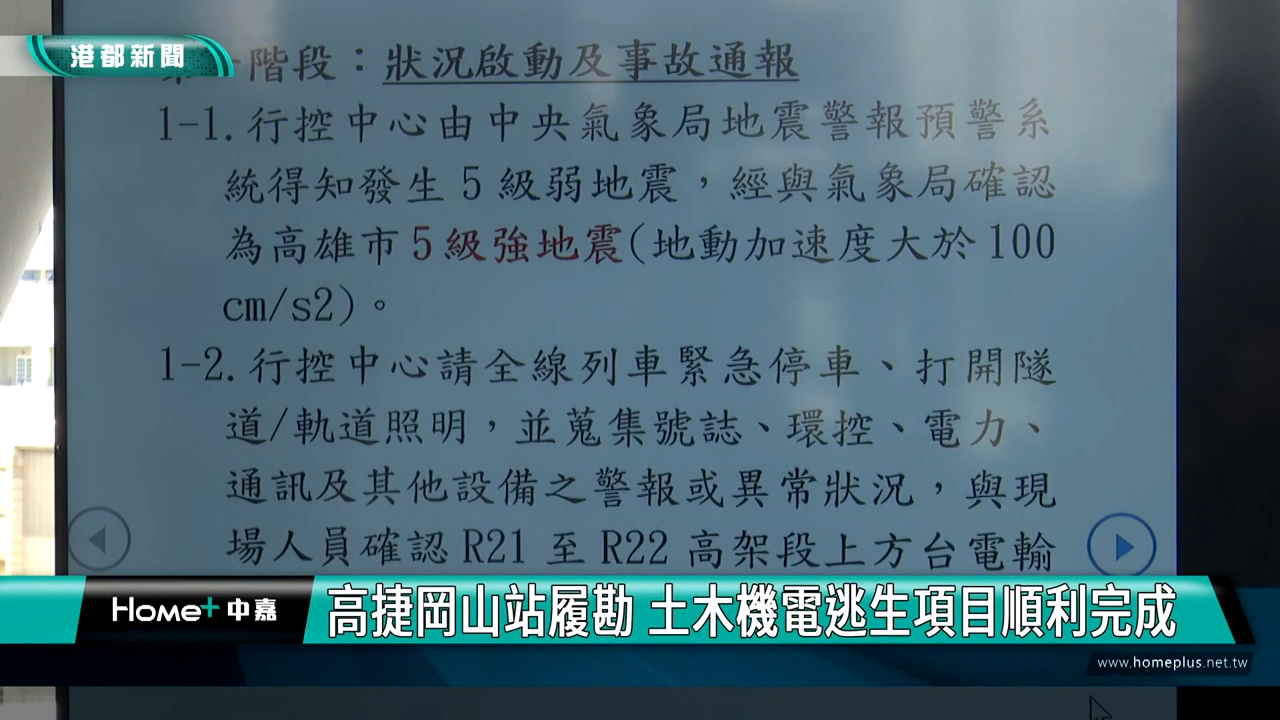 港都新聞
階段：狀況啟動及事故通報
1-1.行控中心由中央氣象局地震警報預警系
統得知發生5級弱地震，經與氣象局確認
為高雄市5級強地震(地動加速度大於100
cm/s2)。
1-2.行控中心請全線列車緊急停車、打開隧
道/軌道照明，並蒐集號誌、環控、電力、
通訊及其他設備之警報或異常狀況，與現
場人員確認R21至R22高架段上方台電輸
Home+中嘉
高捷岡山站履勘 土木機電逃生項目順利完成
www.homeplus.net.tw